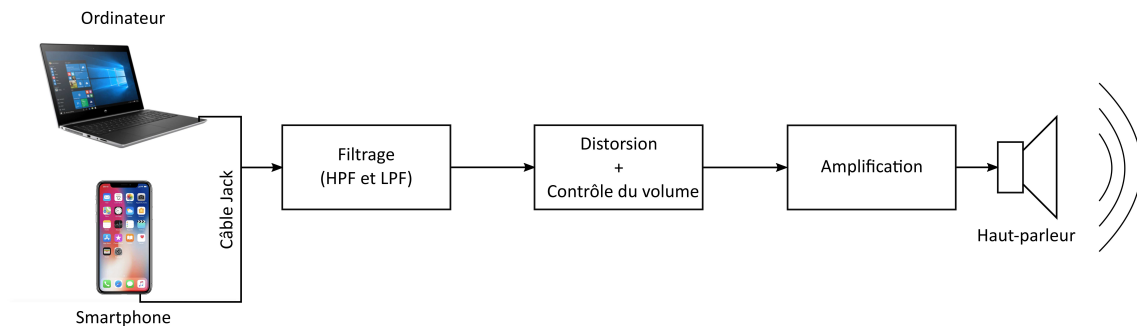 Ordinateur
Câble Jack
Smartphone
Filtrage
(HPF et LPF)
Distorsion
+
Contrôle du volume
Amplification
Haut-parleur